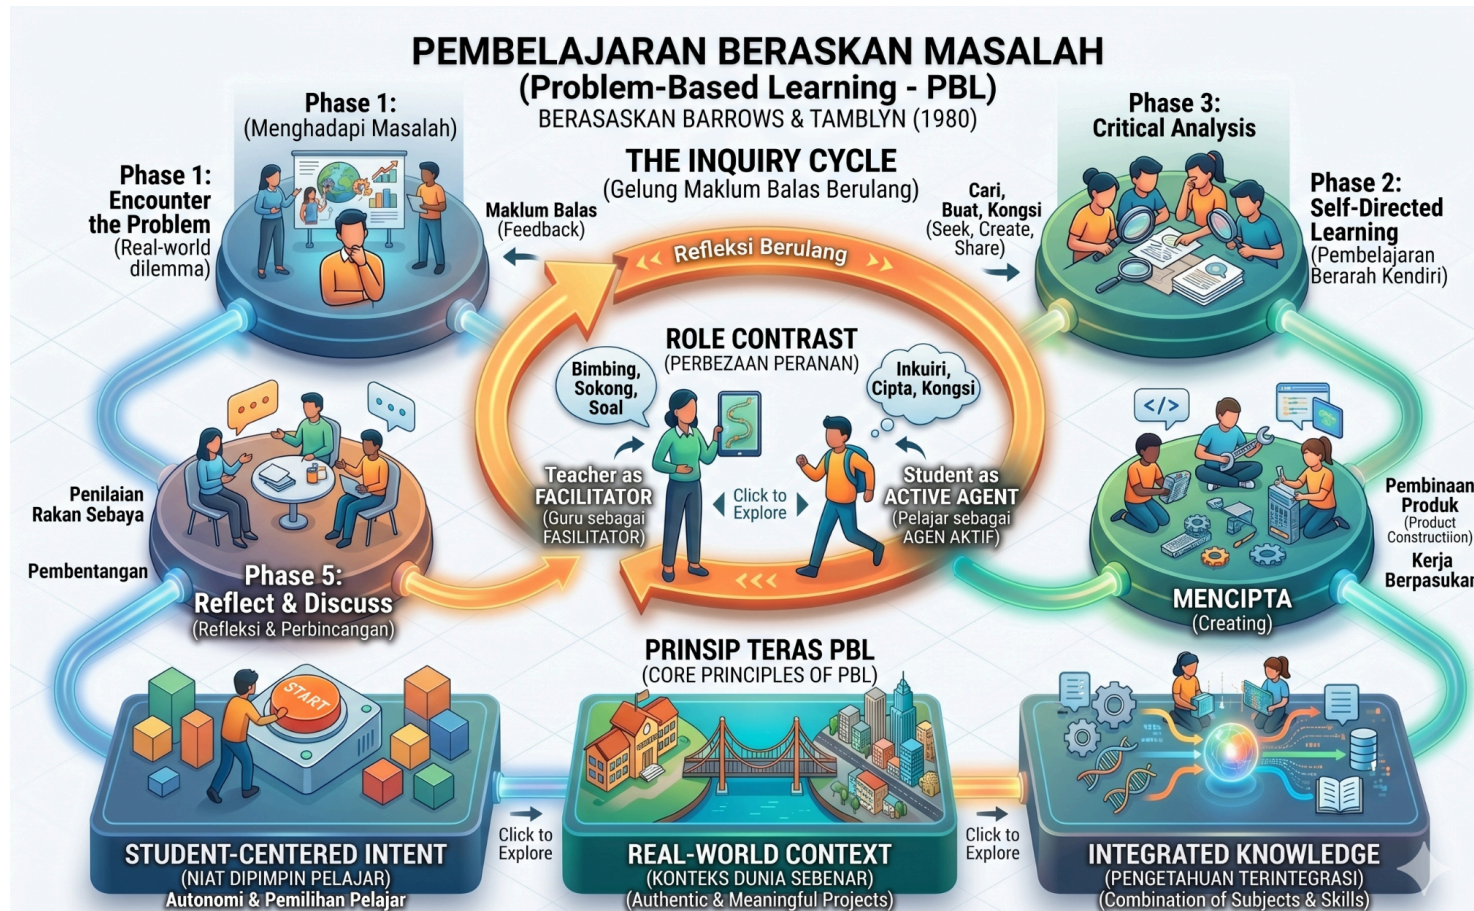 PEMBELAJARAN BERASKAN MASALAH
(Problem-Based Learning - PBL)
BERASASKAN BARROWS & TAMBLYN (1980)
THE INQUIRY CYCLE
(Gelung Maklum Balas Berulang)
Phase 1:
(Menghadapi Masalah)
Phase 1:
Encounter
the Problem
(Real-world
dilemma)
Maklum Balas
(Feedback)
Refleksi Berulang
Cari,
Buat, Kongsi
(Seek, Create,
Share)
Phase 3:
Critical Analysis
Phase 2:
Self-Directed
Learning
(Pembelajaran
Berarah Kendiri)
ROLE CONTRAST
(PERBEZAAN PERANAN)
Bimbing,
Sokong,
Soal
Inkuiri,
Cipta, Kongsi
Teacher as
FACILITATOR
(Guru sebagai
FASILITATOR)
Click to
Explore
Student as
ACTIVE AGENT
(Pelajar sebagai
AGEN AKTIF)
Penilaian
Rakan Sebaya
Pembentangan
Phase 5:
Reflect & Discuss
(Refleksi & Perbincangan)
</>
MENCIPTA
(Creating)
Pembinaan
Produk
(Product
Constructiion)
Kerja
Berpasukan
PRINSIP TERAS PBL
(CORE PRINCIPLES OF PBL)
START
STUDENT-CENTERED INTENT
(NIAT DIPIMPIN PELAJAR)
Autonomi & Pemilihan Pelajar
Click to
Explore
REAL-WORLD CONTEXT
(KONTEKS DUNIA SEBENAR)
(Authentic & Meaningful Projects)
Click to
Explore
INTEGRATED KNOWLEDGE
(PENGETAHUAN TERINTEGRASI)
(Combination of Subjects & Skills)